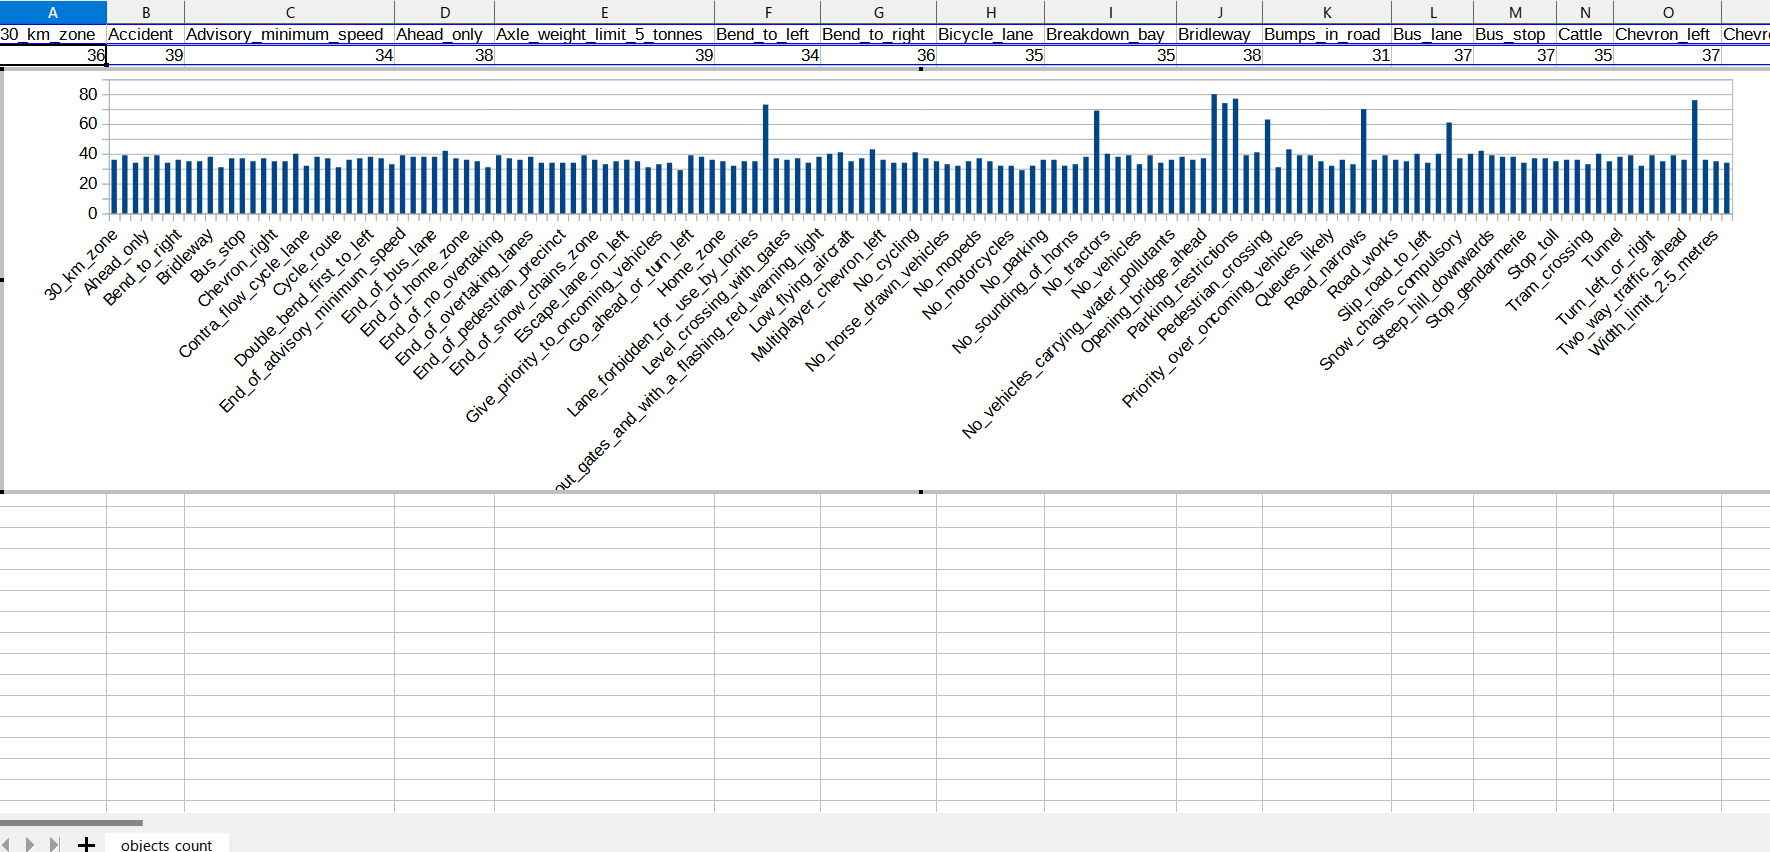 A B C D E F G H I J K L M N O
30_km_zone Accident Advisory_minimum_speed Ahead_only Axle_weight_limit_5_tonnes Bend_to_left Bend_to_right Bicycle_lane Breakdown_bay Bridleway Bumps_in_road Bus_lane Bus_stop Cattle Chevron_left Chevr
36 39 34 38 39 34 36 35 35 38 31 37 37 35 37
80
60
40
20
0
30_km_zone
Ahead_only
Bend_to_right
Bridleway
Bus_stop
Chevron_right
Contra_flow_cycle_lane
Cycle_route
Double_bend_first_to_left
End_of_advisory_minimum_speed
End_of_bus_lane
End_of_home_zone
End_of_no_overtaking
End_of_overtaking_lanes
End_of_pedestrian_precinct
End_of_snow_chains_zone
Escape_lane_on_left
Give_priority_to_oncoming_vehicles
Go_ahead_or_turn_left
Home_zone
Lane_forbidden_for_use_by_lorries
Level_crossing_with_gates
out_gates_and_with_a_flashing_red_warning_light
Low_flying_aircraft
Multiplayer_chevron_left
No_cycling
No_horse_drawn_vehicles
No_mopeds
No_motorcycles
No_parking
No_sounding_of_horns
No_tractors
No_vehicles
No_vehicles_carrying_water_pollutants
Opening_bridge_ahead
Parking_restrictions
Pedestrian_crossing
Priority_over_oncoming_vehicles
Queues_likely
Road_narrows
Road_works
Slip_road_to_left
Snow_chains_compulsory
Steep_hill_downwards
Stop_gendarmerie
Stop_toll
Tram_crossing
Tunnel
Turn_left_or_right
Two_way_traffic_ahead
Width_limit_2.5_metres
objects_count